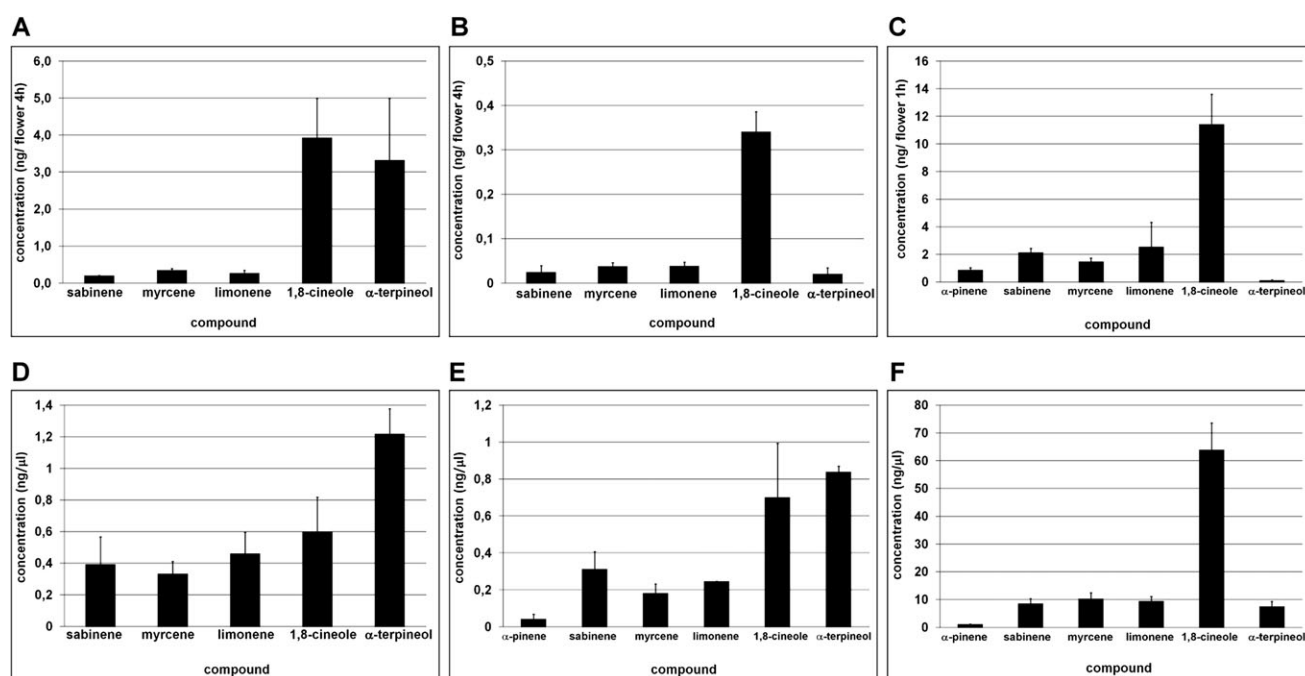 A
concentration (ng/ flower 4h)
6,0
5,0
4,0
3,0
2,0
1,0
0,0
sabinene myrcene limonene 1,8-cineole α-terpineol
compound
B
concentration (ng/ flower 4h)
0,5
0,4
0,3
0,2
0,1
0
sabinene myrcene limonene 1,8-cineole α-terpineol
compound
C
concentration (ng/ flower 1h)
16
14
12
10
8
6
4
2
0
α-pinene sabinene myrcene limonene 1,8-cineole α-terpineol
compound
D
concentration (ng/µl)
1,4
1,2
1
0,8
0,6
0,4
0,2
0
sabinene myrcene limonene 1,8-cineole α-terpineol
compound
E
concentration (ng/µl)
1,2
1
0,8
0,6
0,4
0,2
0
α-pinene sabinene myrcene limonene 1,8-cineole α-terpineol
compound
F
concentration (ng/µl)
80
70
60
50
40
30
20
10
0
α-pinene sabinene myrcene limonene 1,8-cineole α-terpineol
compound